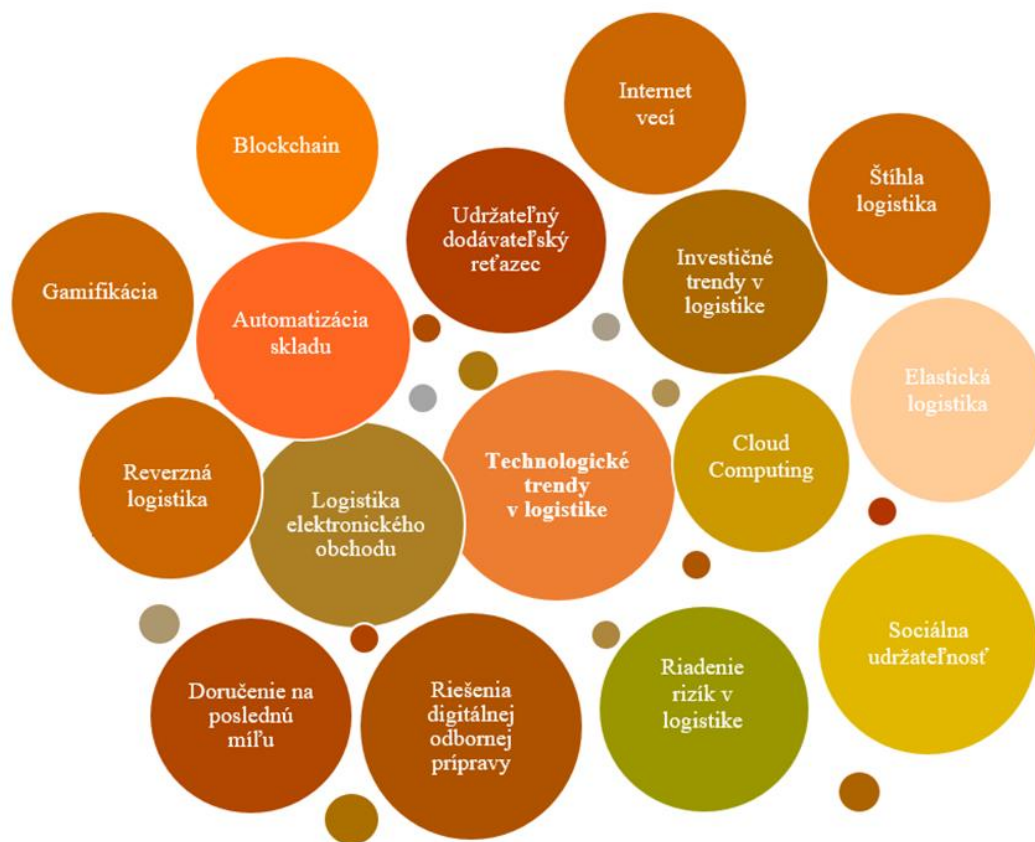 Internet
vecí
Blockchain
Štíhla
logistika
Udržateľný
dodávateľský
reťazec
Investičné
trendy v
logistike
Gamifikácia
Automatizácia
skladu
Elastická
logistika
Reverzná
logistika
Logistika
elektronického
obchodu
Technologické
trendy
v logistike
Cloud
Computing
Sociálna
udržateľnosť
Doručenie na
poslednú
míľu
Riešenia
digitálnej
odbornej
prípravy
Riadenie
rizík v
logistike